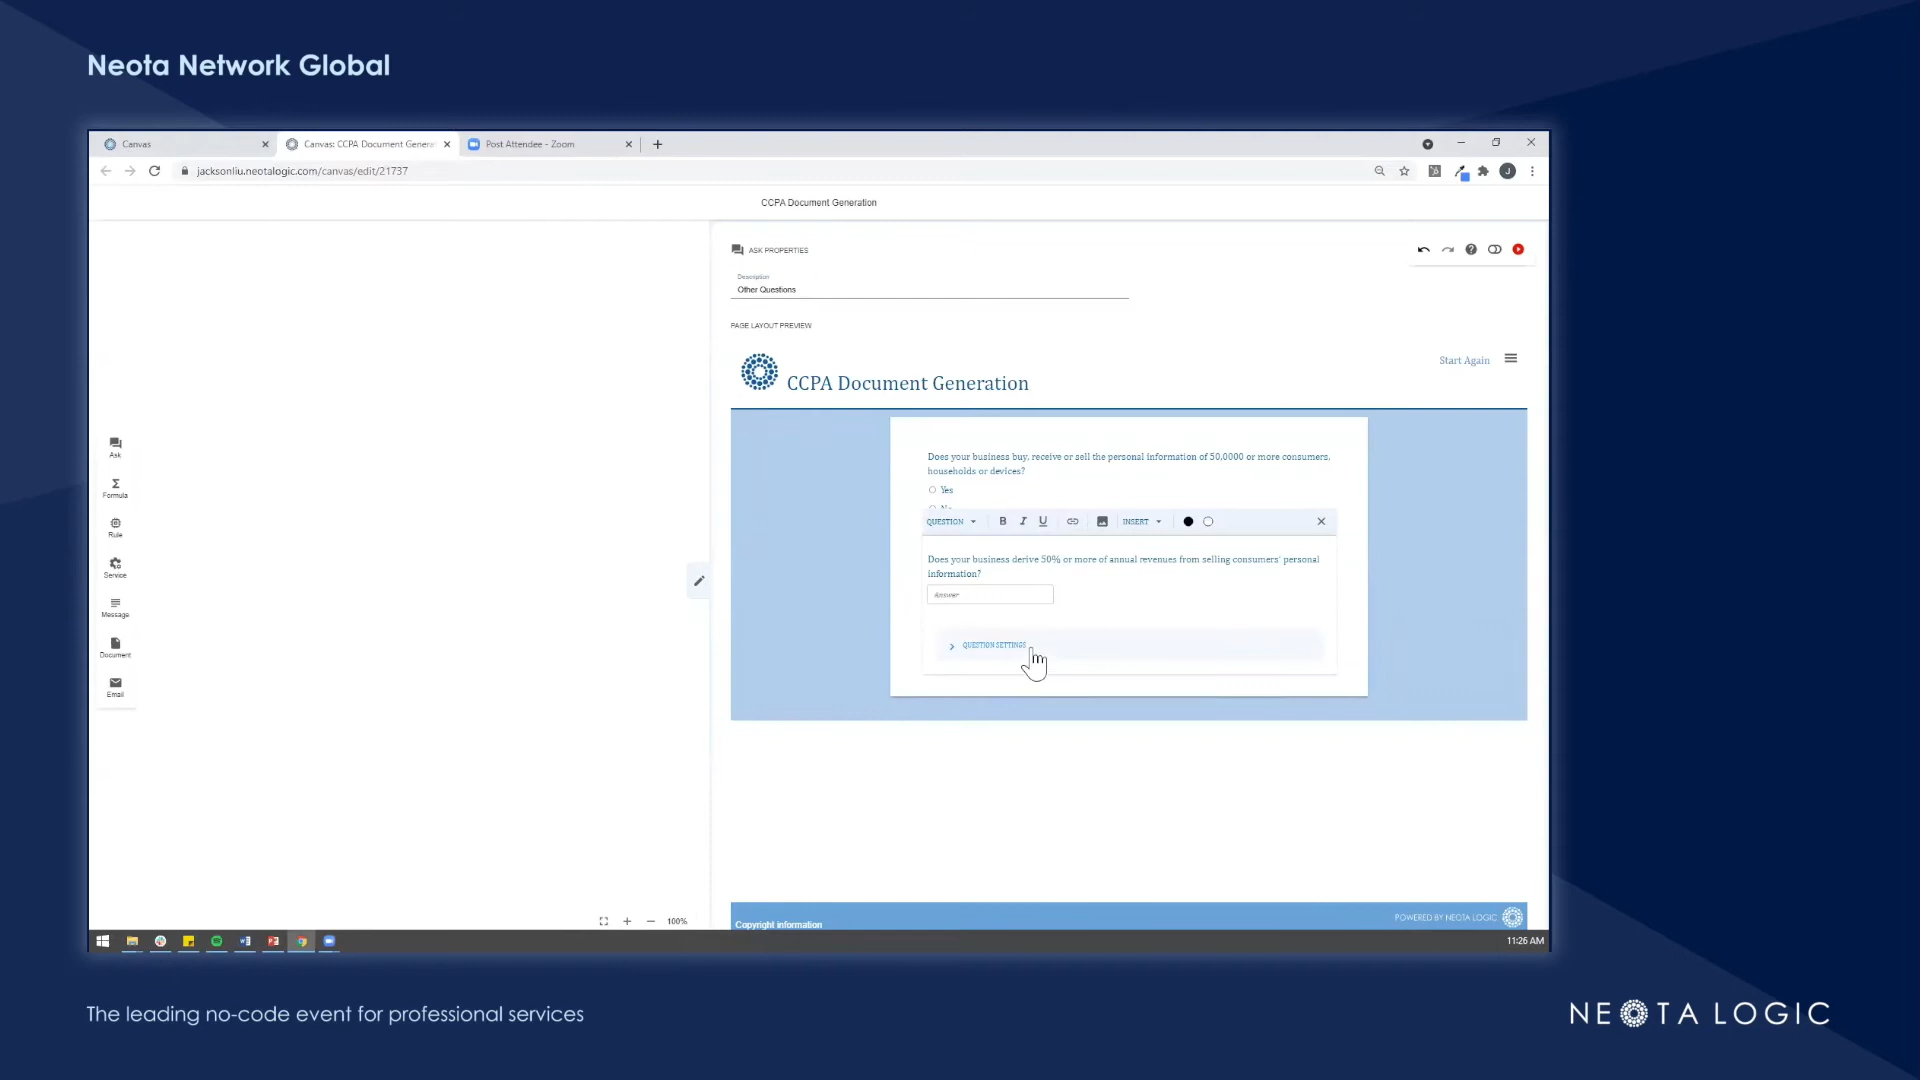 Neota Network Global
Canvas
Canvas: CCPA Document Genera
Post Attendee - Zoom
jacksonliu.neotalogic.com/canvas/edit/21737
J
CCPA Document Generation
ASK PROPERTIES
Description
Other Questions
PAGE LAYOUT PREVIEW
Start Again
CCPA Document Generation
Does your business buy, receive or sell the personal information of 50,0000 or more consumers,
households or devices?
Yes
No
QUESTION B I U INSERT
Does your business derive 50% or more of annual revenues from selling consumers' personal
information?
Answer
QUESTION SETTINGS
Ask
Formula
Rule
Service
Message
Document
Email
100%
Copyright information
POWERED BY NEOTA LOGIC
11:26 AM
The leading no-code event for professional services
NEOTA LOGIC